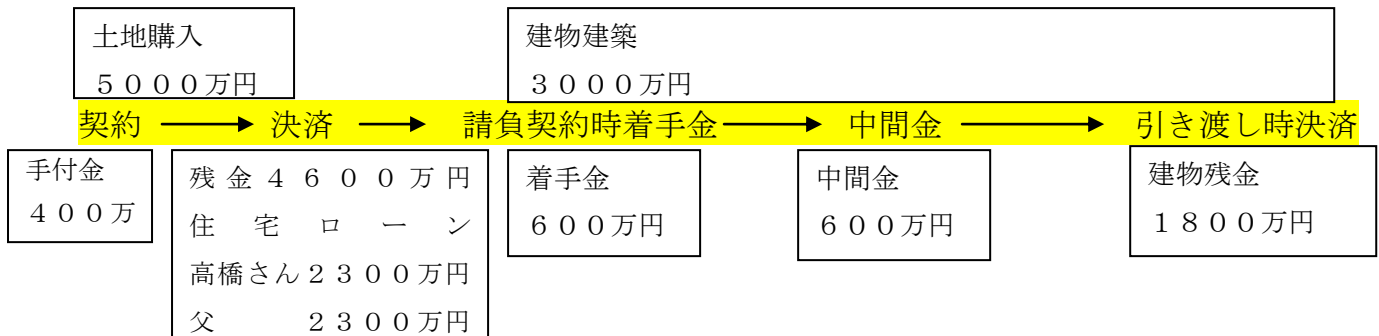 土地購入
５０００万円
建物建築
３０００万円
契約 → 決済 → 請負契約時着手金 → 中間金 → 引き渡し時決済
手付金
４００万
残金４６００万円
住宅ローン
高橋さん２３００万円
父　２３００万円
着手金
６００万円
中間金
６００万円
建物残金
１８００万円